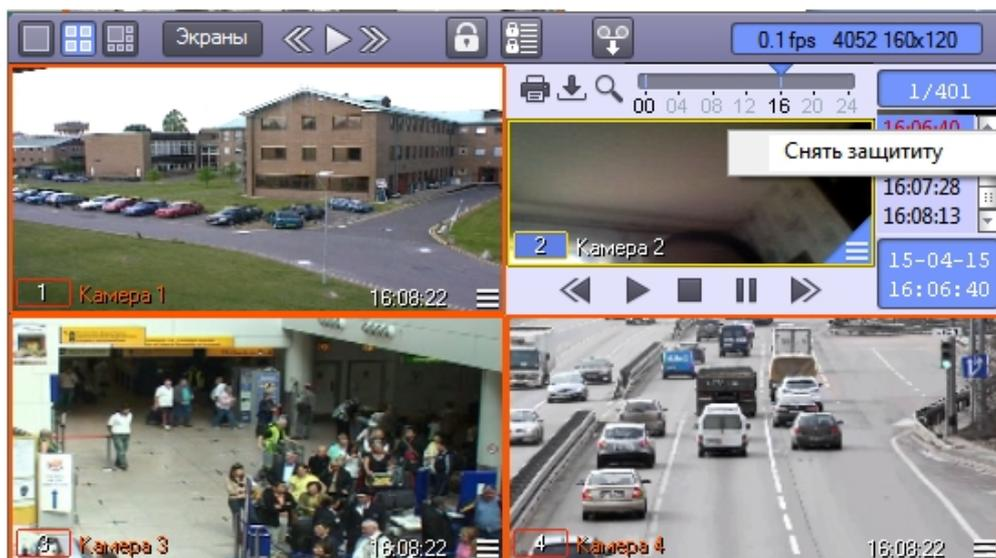 Экраны
0.1 fps 4052 160x120
00 04 08 12 16 20 24
1/401
16:06:40
Снять защититу
16:07:28
16:08:13
2 Камера 2
15-04-15
16:06:40
1 Камера 1 16:08:22
3 Камера 3 16:08:22
4 Камера 4 16:08:22